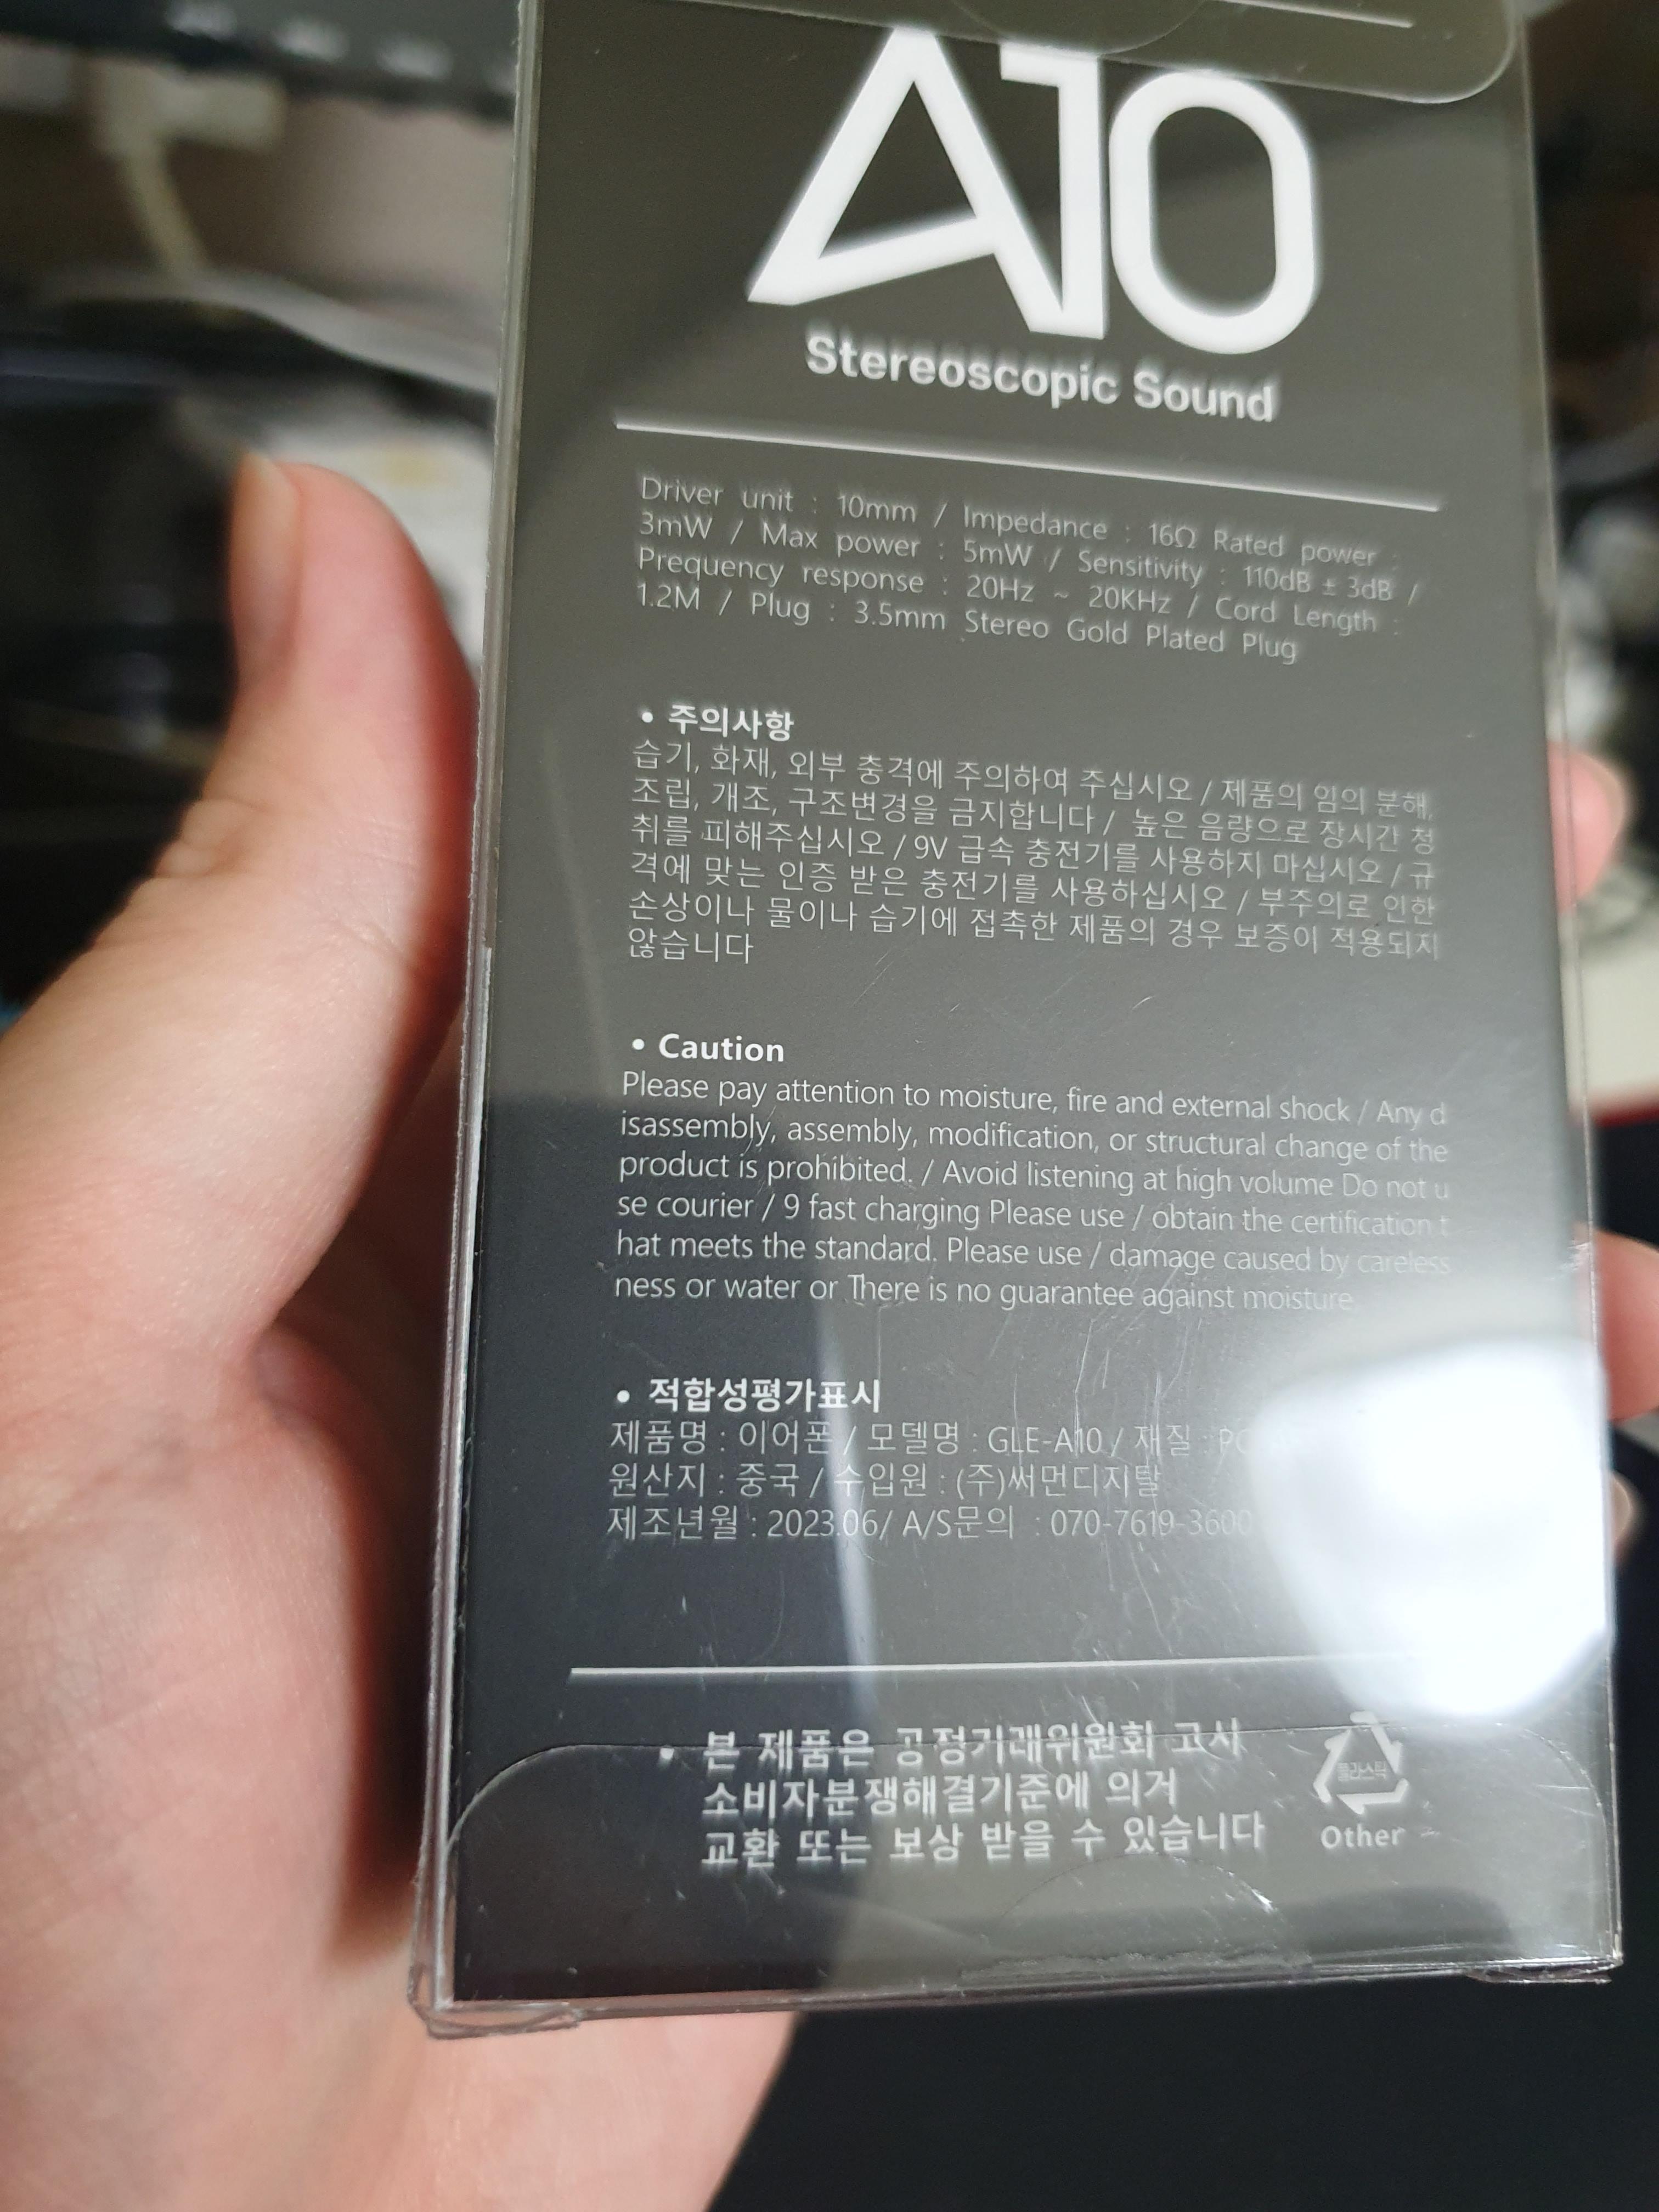 A10
Stereoscopic Sound
Driver unit : 10mm / Impedance : 16Ω Rated power :
3mW / Max power : 5mW / Sensitivity : 110dB ± 3dB /
Prequency response : 20Hz ~ 20KHz / Cord Length :
1.2M / Plug : 3.5mm Stereo Gold Plated Plug
• 주의사항
습기, 화재, 외부 충격에 주의하여 주십시오 / 제품의 임의 분해,
조립, 개조, 구조변경을 금지합니다 / 높은 음량으로 장시간 청
취를 피해주십시오 / 9V 급속 충전기를 사용하지 마십시오 / 규
격에 맞는 인증 받은 충전기를 사용하십시오 / 부주의로 인한
손상이나 물이나 습기에 접촉한 제품의 경우 보증이 적용되지
않습니다
• Caution
Please pay attention to moisture, fire and external shock / Any d
isassembly, assembly, modification, or structural change of the
product is prohibited. / Avoid listening at high volume Do not u
se courier / 9 fast charging Please use / obtain the certification t
hat meets the standard. Please use / damage caused by careless
ness or water or There is no guarantee against moisture.
• 적합성평가표시
제품명 : 이어폰 / 모델명 : GLE-A10 / 재질 :
원산지 : 중국 / 수입원 : (주)써먼디지탈
제조년월 : 2023.06/ A/S문의 : 070-7619-3600
• 본 제품은 공정기래위원회 고시
소비자분쟁해결기준에 의거
교환 또는 보상 받을 수 있습니다
플라스틱
Other